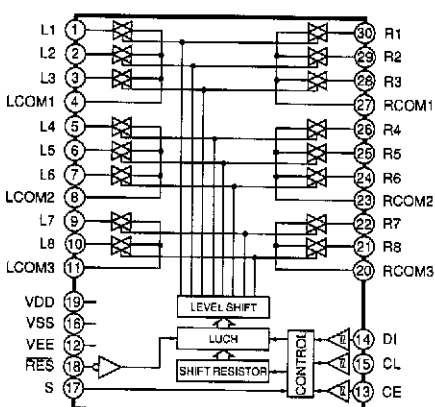 L1 1 30 R1
L2 2 29 R2
L3 3 28 R3
LCOM1 4 27 RCOM1
L4 5 26 R4
L5 6 25 R5
L6 7 24 R6
LCOM2 8 23 RCOM2
L7 9 22 R7
L8 10 21 R8
LCOM3 11 20 RCOM3
VDD 19 LEVEL SHIFT
VSS 16
VEE 12 LUCH 14 DI
RES 18 SHIFT RESISTOR CONTROL 15 CL
S 17 13 CE